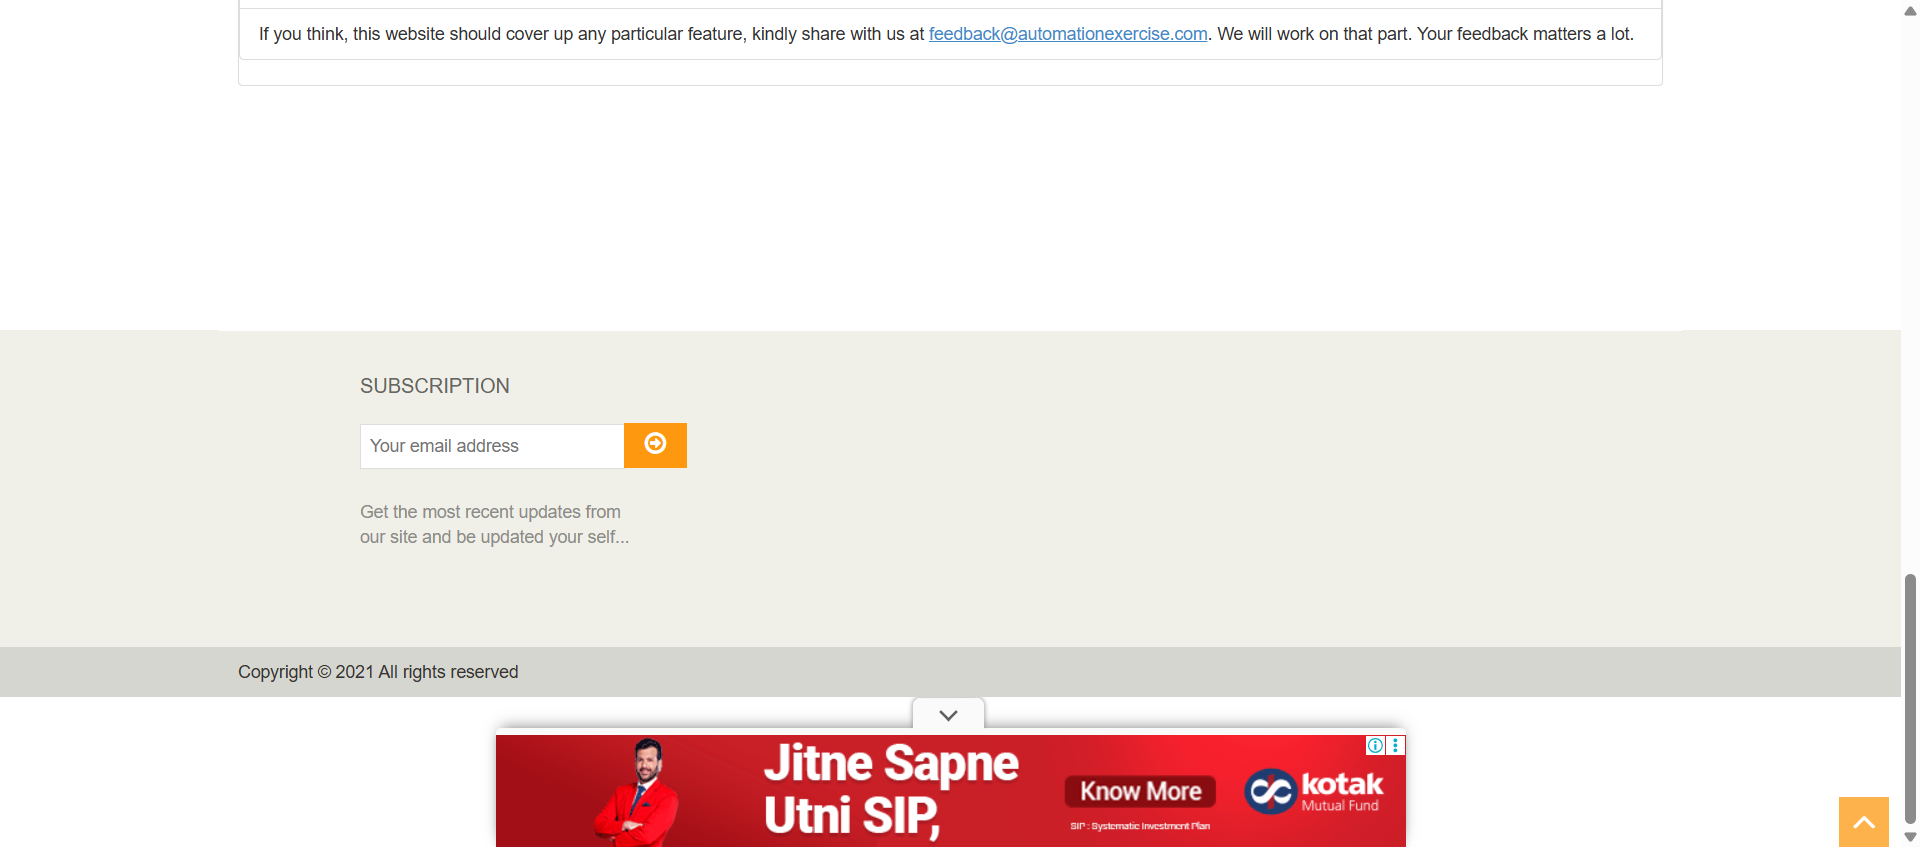 If you think, this website should cover up any particular feature, kindly share with us at feedback@automationexercise.com. We will work on that part. Your feedback matters a lot.
SUBSCRIPTION
Your email address
Get the most recent updates from
our site and be updated your self...
Copyright © 2021 All rights reserved
Jitne Sapne
Utni SIP,
Know More
SIP : Systematic Investment Plan
kotak
Mutual Fund